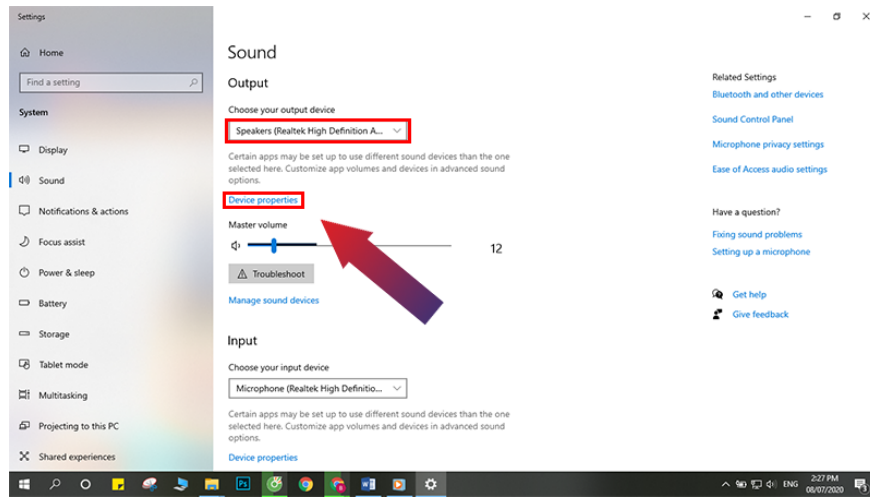 Settings
Home
Find a setting
System
Display
Sound
Notifications & actions
Focus assist
Power & sleep
Battery
Storage
Tablet mode
Multitasking
Projecting to this PC
Shared experiences
Sound
Output
Choose your output device
Speakers (Realtek High Definition A...
Certain apps may be set up to use different sound devices than the one
selected here. Customize app volumes and devices in advanced sound
options.
Device properties
Master volume
12
Troubleshoot
Manage sound devices
Input
Choose your input device
Microphone (Realtek High Definitio...
Certain apps may be set up to use different sound devices than the one
selected here. Customize app volumes and devices in advanced sound
options.
Device properties
Related Settings
Bluetooth and other devices
Sound Control Panel
Microphone privacy settings
Ease of Access audio settings
Have a question?
Fixing sound problems
Setting up a microphone
Get help
Give feedback
Ps
ENG
2:27 PM
08/07/2020